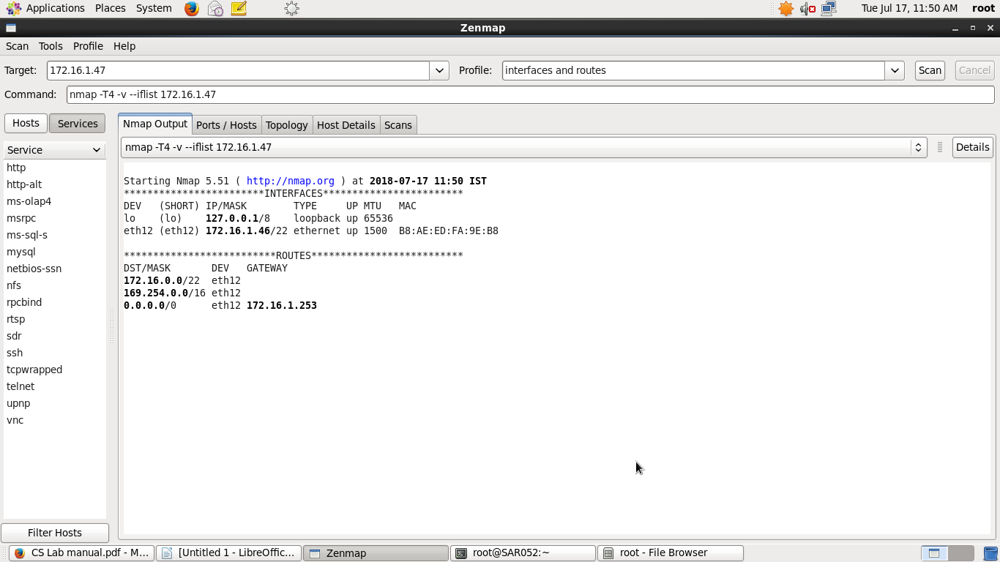 Applications Places System Tue Jul 17, 11:50 AM root
Zenmap
Scan Tools Profile Help
Target: 172.16.1.47 Profile: interfaces and routes Scan Cancel
Command: nmap -T4 -v --iflist 172.16.1.47
Hosts Services Nmap Output Ports / Hosts Topology Host Details Scans
nmap -T4 -v --iflist 172.16.1.47 Details
Service
http
http-alt
ms-olap4
msrpc
ms-sql-s
mysql
netbios-ssn
nfs
rpcbind
rtsp
sdr
ssh
tcpwrapped
telnet
upnp
vnc
Filter Hosts
Starting Nmap 5.51 ( http://nmap.org ) at 2018-07-17 11:50 IST
************************INTERFACES************************
DEV (SHORT) IP/MASK TYPE UP MTU MAC
lo (lo) 127.0.0.1/8 loopback up 65536
eth12 (eth12) 172.16.1.46/22 ethernet up 1500 B8:AE:ED:FA:9E:B8
**************************ROUTES**************************
DST/MASK DEV GATEWAY
172.16.0.0/22 eth12
169.254.0.0/16 eth12
0.0.0.0/0 eth12 172.16.1.253
CS Lab manual.pdf - M... [Untitled 1 - LibreOffic... Zenmap root@SAR052:~ root - File Browser